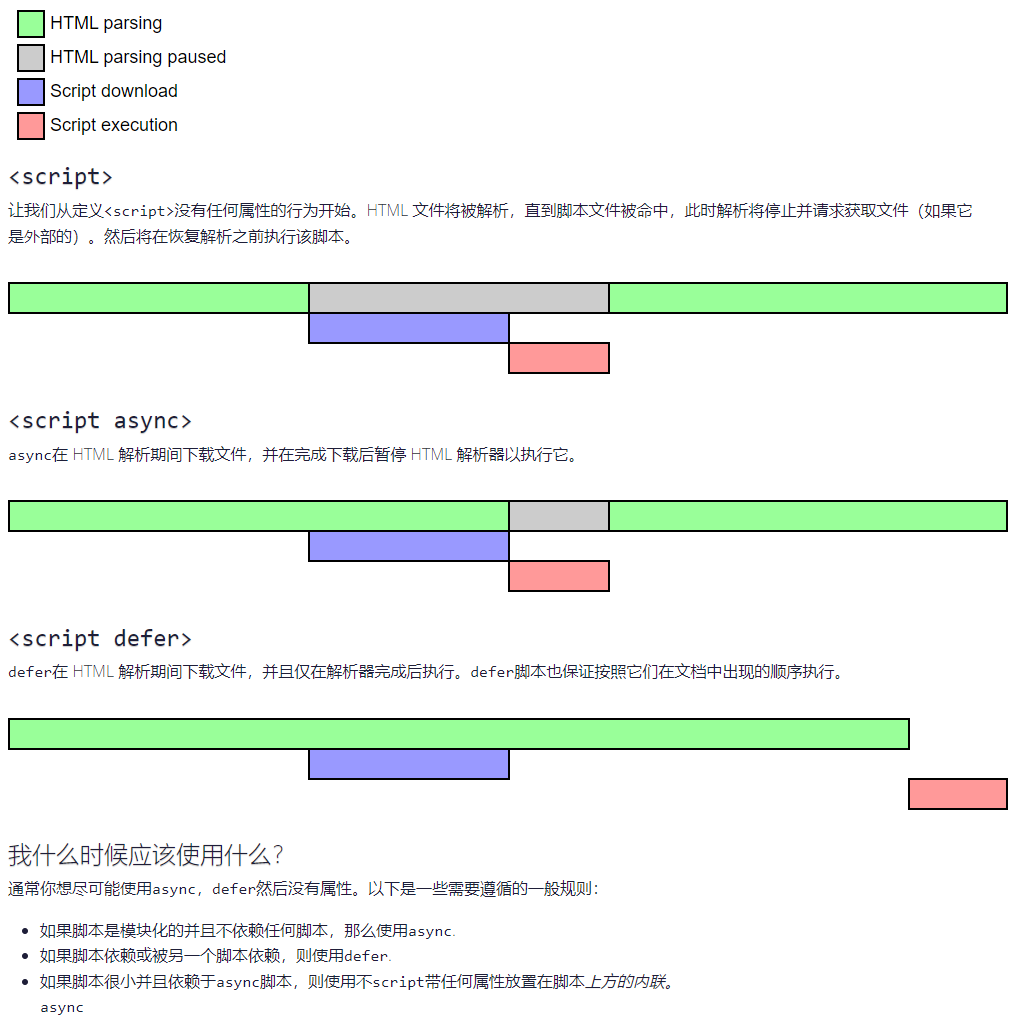 HTML parsing
HTML parsing paused
Script download
Script execution
<script>
让我们从定义<script>没有任何属性的行为开始。HTML 文件将被解析，直到脚本文件被命中，此时解析将停止并请求获取文件（如果它
是外部的）。然后将在恢复解析之前执行该脚本。
<script async>
async在 HTML 解析期间下载文件，并在完成下载后暂停 HTML 解析器以执行它。
<script defer>
defer在 HTML 解析期间下载文件，并且仅在解析器完成后执行。defer脚本也保证按照它们在文档中出现的顺序执行。
我什么时候应该使用什么？
通常你想尽可能使用async，defer然后没有属性。以下是一些需要遵循的一般规则：
如果脚本是模块化的并且不依赖任何脚本，那么使用async.
如果脚本依赖或被另一个脚本依赖，则使用defer.
如果脚本很小并且依赖于async脚本，则使用不script带任何属性放置在脚本上方的内联。
async